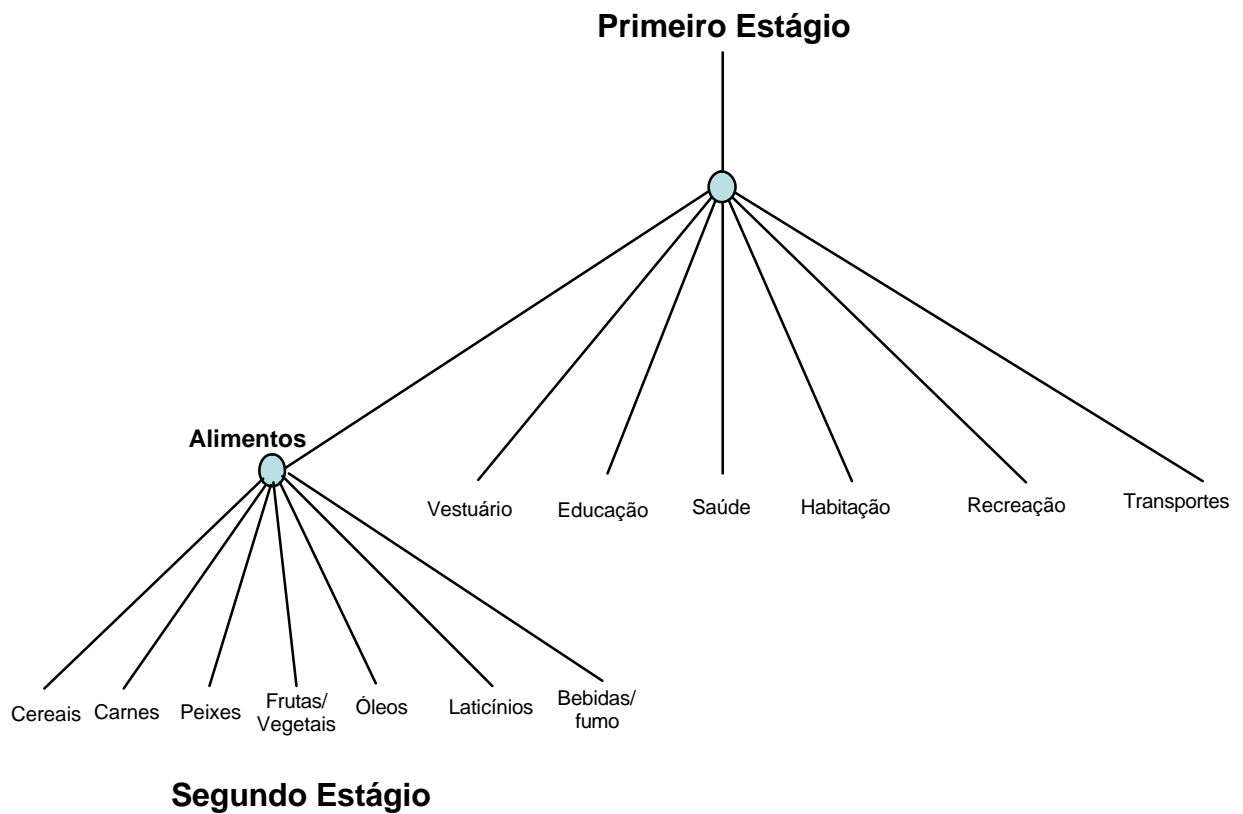 Primeiro Estágio
Alimentos
Vestuário
Educação
Saúde
Habitação
Recreação
Transportes
Cereais
Carnes
Peixes
Frutas/
Vegetais
Óleos
Laticínios
Bebidas/
fumo
Segundo Estágio